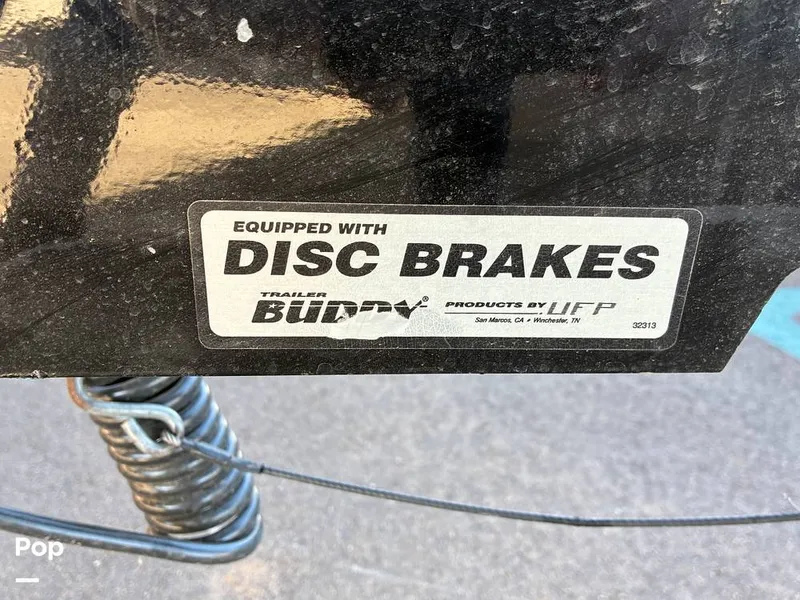 EQUIPPED WITH
DISC BRAKES
TRAILER
BUDDY®
PRODUCTS BY UFP
San Marcos, CA • Winchester, TN
32313
Pop